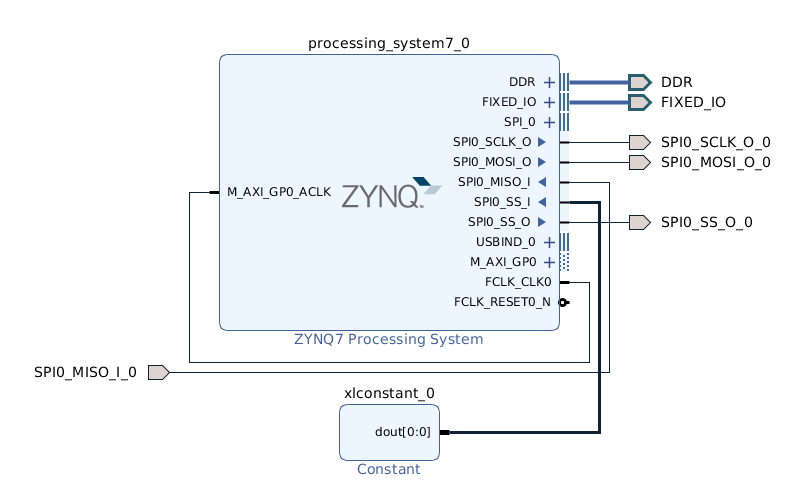 processing_system7_0
DDR
DDR
FIXED_IO
FIXED_IO
SPI_0
SPI0_SCLK_O
SPI0_SCLK_O_0
SPI0_MOSI_O
SPI0_MOSI_O_0
SPI0_MISO_I
M_AXI_GP0_ACLK
ZYNQ™
SPI0_SS_I
SPI0_SS_O
SPI0_SS_O_0
USBIND_0
M_AXI_GP0
FCLK_CLK0
FCLK_RESET0_N
ZYNQ7 Processing System
SPI0_MISO_I_0
xlconstant_0
dout[0:0]
Constant